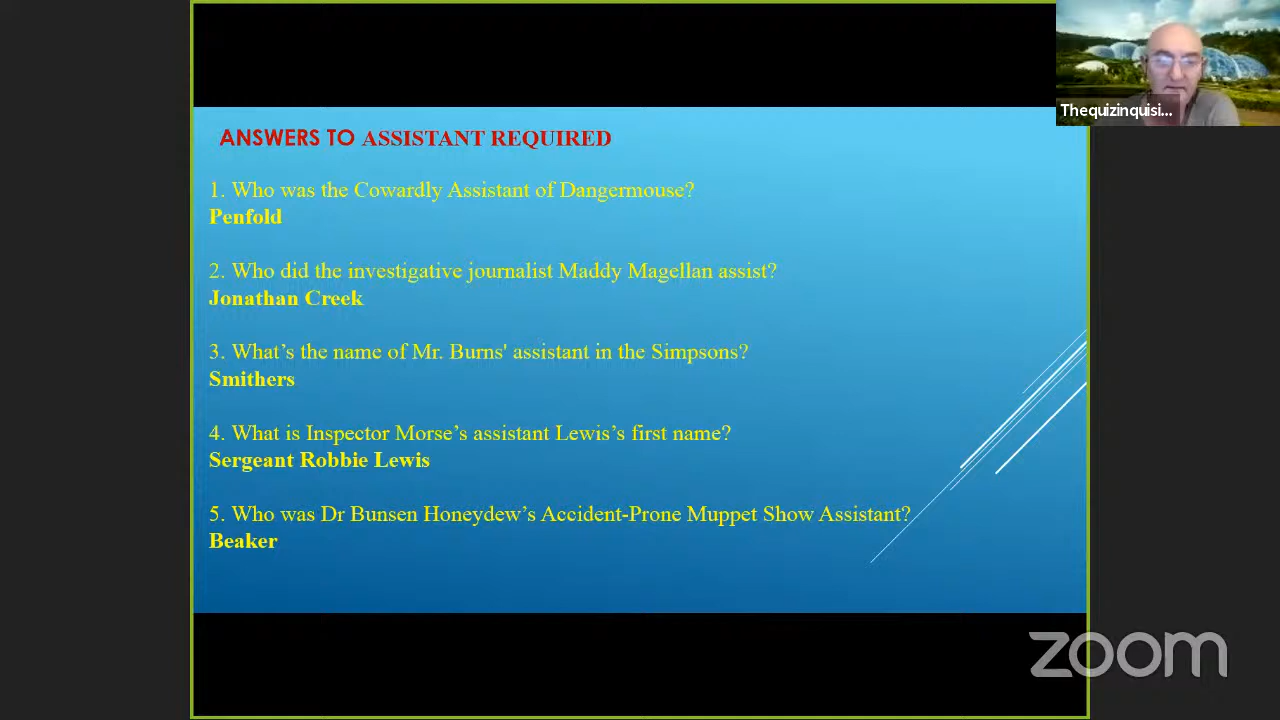 Thequizinquisi...
ANSWERS TO ASSISTANT REQUIRED
1. Who was the Cowardly Assistant of Dangermouse?
Penfold
2. Who did the investigative journalist Maddy Magellan assist?
Jonathan Creek
3. What’s the name of Mr. Burns' assistant in the Simpsons?
Smithers
4. What is Inspector Morse’s assistant Lewis’s first name?
Sergeant Robbie Lewis
5. Who was Dr Bunsen Honeydew’s Accident-Prone Muppet Show Assistant?
Beaker
zoom